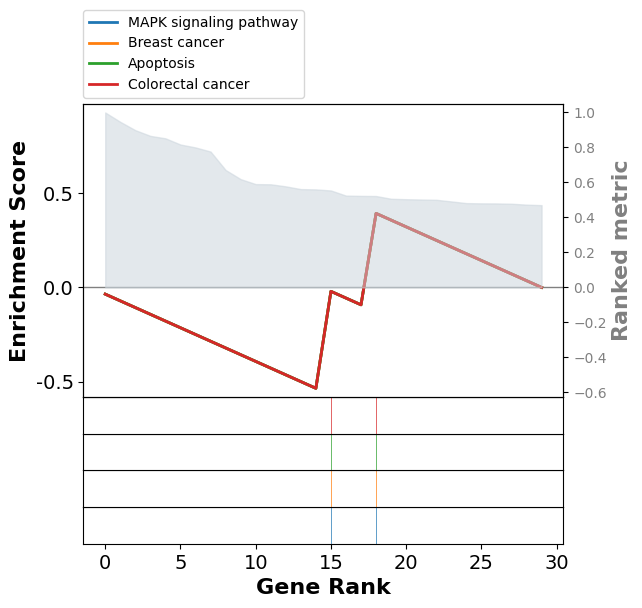 MAPK signaling pathway
Breast cancer
Apoptosis
Colorectal cancer
Enrichment Score
0.5
0.0
-0.5
1.0
0.8
0.6
0.4
0.2
0.0
−0.2
−0.4
−0.6
Ranked metric
0 5 10 15 20 25 30
Gene Rank